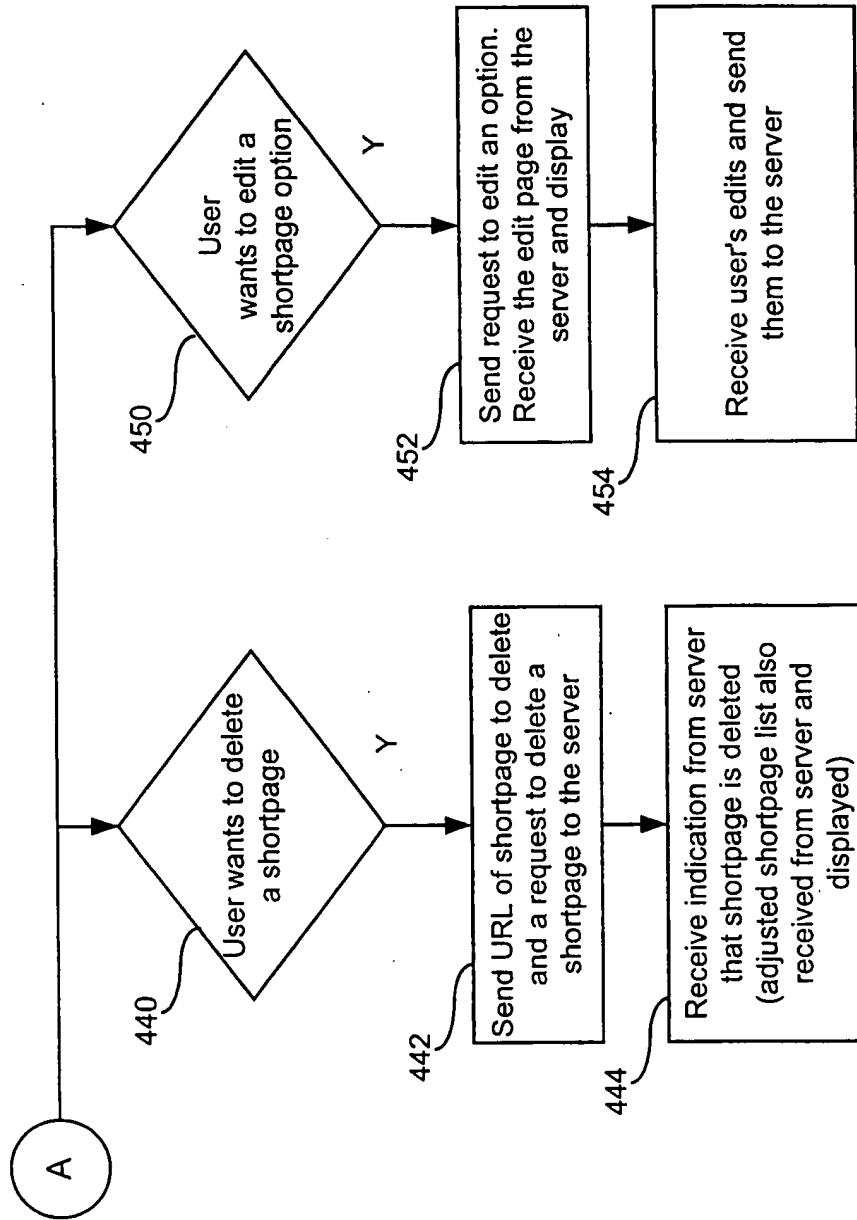 A
User wants to delete
a shortpage
440
Y
Send URL of shortpage to delete
and a request to delete a
shortpage to the server
442
Receive indication from server
that shortpage is deleted
(adjusted shortpage list also
received from server and
displayed)
444
User
wants to edit a
shortpage option
450
Y
Send request to edit an option.
Receive the edit page from the
server and display
452
Receive user's edits and send
them to the server
454